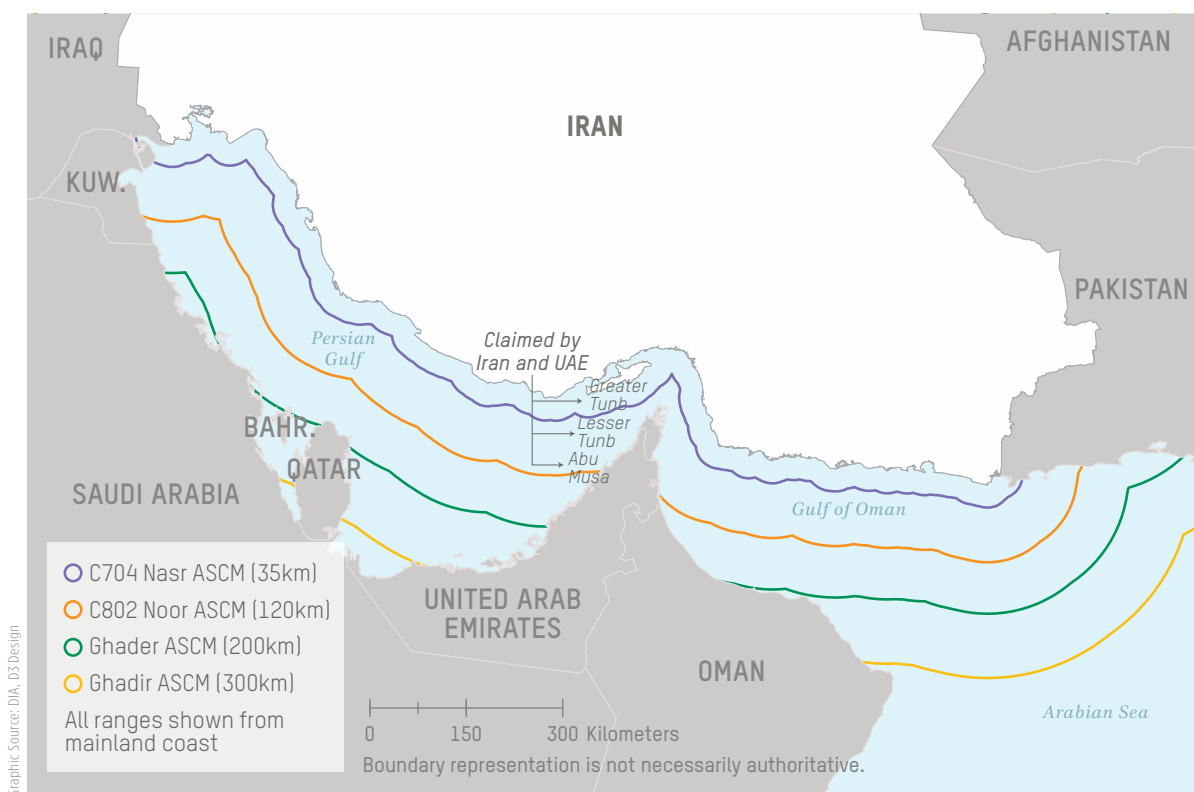 IRAQ
AFGHANISTAN
IRAN
KUW.
PAKISTAN
Persian
Gulf
Claimed by
Iran and UAE
Greater
Tunb
Lesser
Tunb
Abu
Musa
BAHR.
QATAR
SAUDI ARABIA
Gulf of Oman
UNITED ARAB
EMIRATES
OMAN
Arabian Sea
C704 Nasr ASCM (35km)
C802 Noor ASCM (120km)
Ghader ASCM (200km)
Ghadir ASCM (300km)
All ranges shown from
mainland coast
0 150 300 Kilometers
Boundary representation is not necessarily authoritative.
Graphic Source: DIA, D3 Design